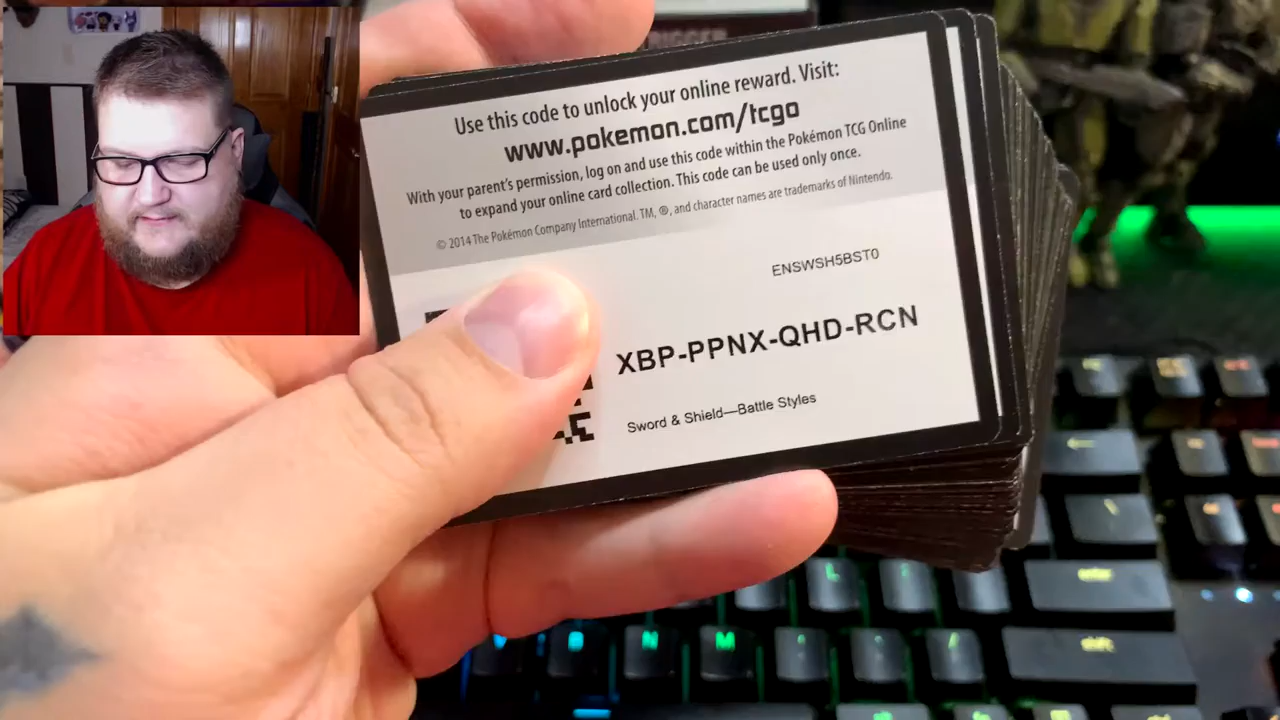 TRIGGER
Use this code to unlock your online reward. Visit:
www.pokemon.com/tcgo
With your parent's permission, log on and use this code within the Pokémon TCG Online
to expand your online card collection. This code can be used only once.
© 2014 The Pokémon Company International. TM, ®, and character names are trademarks of Nintendo.
ENSWSH5BST0
XBP-PPNX-QHD-RCN
Sword & Shield—Battle Styles
L
enter
V B N M
shift